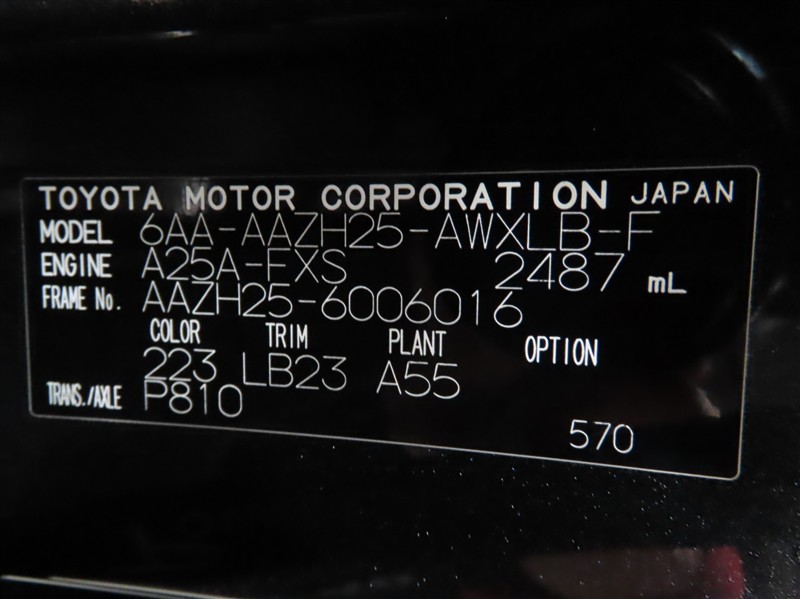 TOYOTA MOTOR CORPORATION JAPAN
MODEL 6AA-AAZH25-AWXLB-F
ENGINE A25A-FXS 2487 mL
FRAME No. AAZH25-6006016
COLOR TRIM PLANT OPTION
223 LB23 A55
TRANS./AXLE P810
570